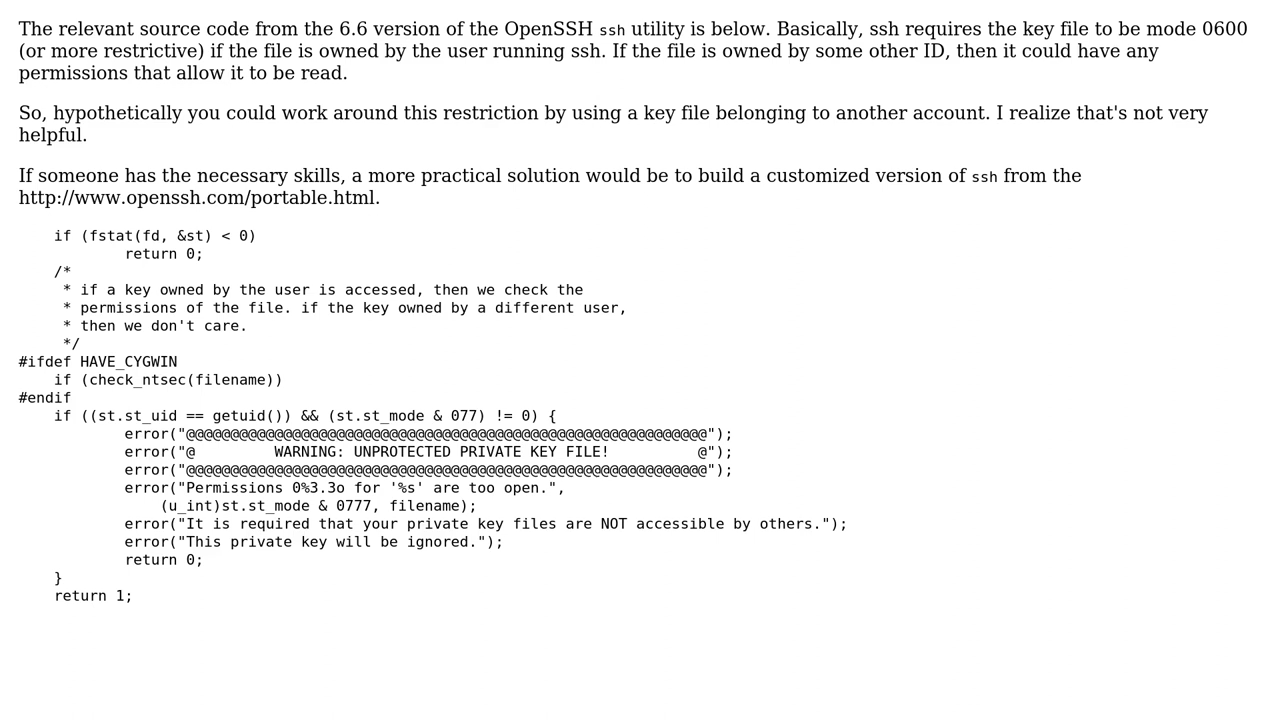 The relevant source code from the 6.6 version of the OpenSSH ssh utility is below. Basically, ssh requires the key file to be mode 0600
(or more restrictive) if the file is owned by the user running ssh. If the file is owned by some other ID, then it could have any
permissions that allow it to be read.
So, hypothetically you could work around this restriction by using a key file belonging to another account. I realize that's not very
helpful.
If someone has the necessary skills, a more practical solution would be to build a customized version of ssh from the
http://www.openssh.com/portable.html.
    if (fstat(fd, &st) < 0)
            return 0;
    /*
     * if a key owned by the user is accessed, then we check the
     * permissions of the file. if the key owned by a different user,
     * then we don't care.
     */
#ifdef HAVE_CYGWIN
    if (check_ntsec(filename))
#endif
    if ((st.st_uid == getuid()) && (st.st_mode & 077) != 0) {
            error("@@@@@@@@@@@@@@@@@@@@@@@@@@@@@@@@@@@@@@@@@@@@@@@@@@@@@@@@@@@");
            error("@         WARNING: UNPROTECTED PRIVATE KEY FILE!          @");
            error("@@@@@@@@@@@@@@@@@@@@@@@@@@@@@@@@@@@@@@@@@@@@@@@@@@@@@@@@@@@");
            error("Permissions 0%3.3o for '%s' are too open.",
                (u_int)st.st_mode & 0777, filename);
            error("It is required that your private key files are NOT accessible by others.");
            error("This private key will be ignored.");
            return 0;
    }
    return 1;